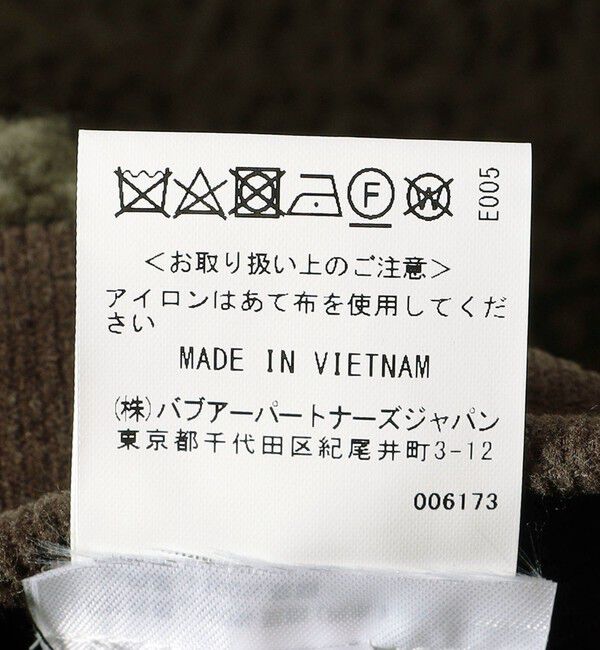 E005
F
W
＜お取り扱い上のご注意＞
アイロンはあて布を使用してくだ
さい
MADE IN VIETNAM
(株)バブアーパートナーズジャパン
東京都千代田区紀尾井町3-12
006173